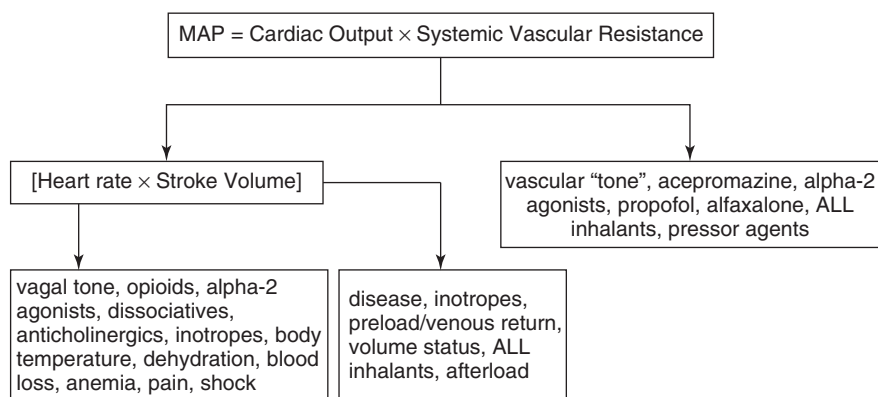 MAP = Cardiac Output × Systemic Vascular Resistance
[Heart rate × Stroke Volume]
vascular “tone”, acepromazine, alpha-2
agonists, propofol, alfaxalone, ALL
inhalants, pressor agents
vagal tone, opioids, alpha-2
agonists, dissociatives,
anticholinergics, inotropes, body
temperature, dehydration, blood
loss, anemia, pain, shock
disease, inotropes,
preload/venous return,
volume status, ALL
inhalants, afterload